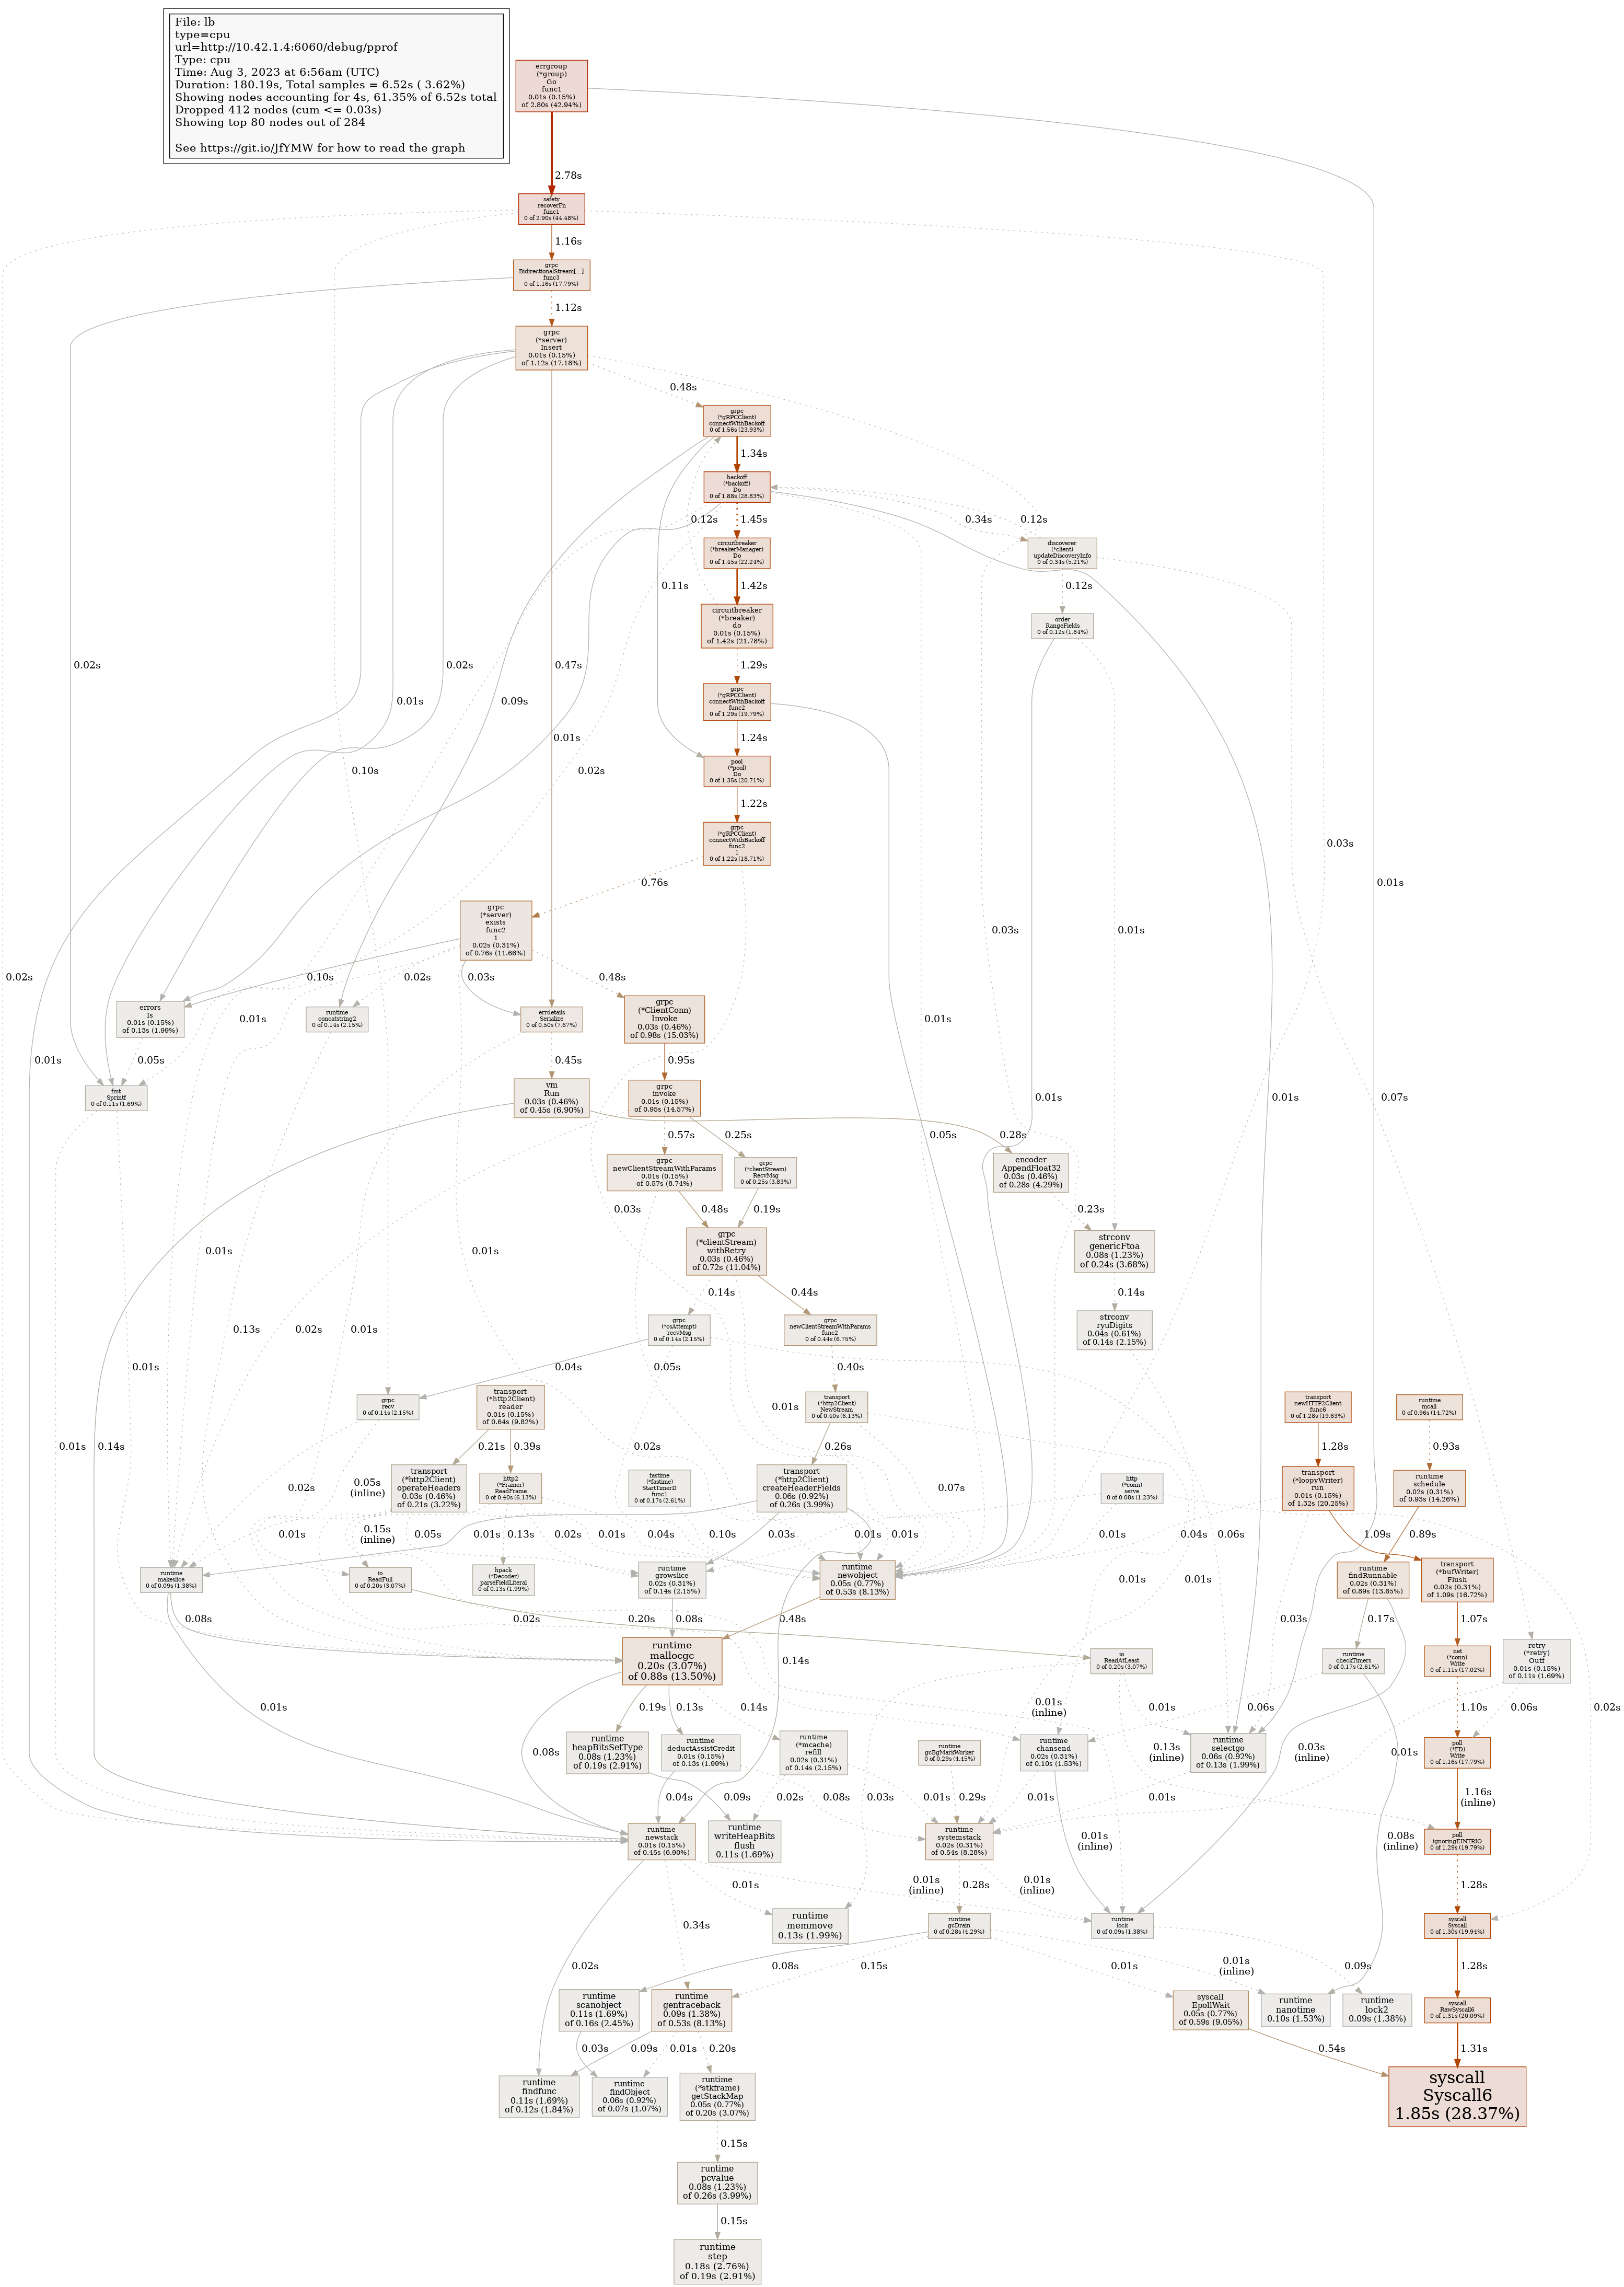 File: lb
type=cpu
url=http://10.42.1.4:6060/debug/pprof
Type: cpu
Time: Aug 3, 2023 at 6:56am (UTC)
Duration: 180.19s, Total samples = 6.52s ( 3.62%)
Showing nodes accounting for 4s, 61.35% of 6.52s total
Dropped 412 nodes (cum <= 0.03s)
Showing top 80 nodes out of 284
See https://git.io/JfYMW for how to read the graph
errgroup
(*group)
Go
func1
0.01s (0.15%)
of 2.80s (42.94%)
2.78s
safety
recoverFn
func1
0 of 2.90s (44.48%)
1.16s
grpc
BidirectionalStream[...]
func3
0 of 1.16s (17.79%)
1.12s
grpc
(*server)
Insert
0.01s (0.15%)
of 1.12s (17.18%)
0.48s
grpc
(*gRPCClient)
connectWithBackoff
0 of 1.56s (23.93%)
1.34s
backoff
(*backoff)
Do
0 of 1.88s (28.83%)
0.12s
1.45s
0.34s
0.12s
circuitbreaker
(*breakerManager)
Do
0 of 1.45s (22.24%)
discoverer
(*client)
updateDiscoveryInfo
0 of 0.34s (5.21%)
0.11s
1.42s
0.12s
circuitbreaker
(*breaker)
do
0.01s (0.15%)
of 1.42s (21.78%)
order
RangeFields
0 of 0.12s (1.84%)
0.02s
0.02s
0.47s
1.29s
grpc
(*gRPCClient)
connectWithBackoff
func2
0 of 1.29s (19.79%)
0.01s
0.09s
0.01s
1.24s
pool
(*pool)
Do
0 of 1.35s (20.71%)
0.10s
0.02s
1.22s
grpc
(*gRPCClient)
connectWithBackoff
func2
1
0 of 1.22s (18.71%)
0.03s
0.76s
0.01s
grpc
(*server)
exists
func2
1
0.02s (0.31%)
of 0.76s (11.66%)
0.03s
0.01s
0.02s
0.10s
0.02s
0.03s
0.48s
errors
Is
0.01s (0.15%)
of 0.13s (1.99%)
0.01s
runtime
concatstring2
0 of 0.14s (2.15%)
errdetails
Serialize
0 of 0.50s (7.67%)
grpc
(*ClientConn)
Invoke
0.03s (0.46%)
of 0.98s (15.03%)
0.01s
0.01s
0.05s
0.45s
0.95s
fmt
Sprintf
0 of 0.11s (1.69%)
vm
Run
0.03s (0.46%)
of 0.45s (6.90%)
grpc
invoke
0.01s (0.15%)
of 0.95s (14.57%)
0.01s
0.01s
0.07s
0.57s
0.25s
0.05s
0.28s
grpc
newClientStreamWithParams
0.01s (0.15%)
of 0.57s (8.74%)
grpc
(*clientStream)
RecvMsg
0 of 0.25s (3.83%)
encoder
AppendFloat32
0.03s (0.46%)
of 0.28s (4.29%)
0.03s
0.48s
0.19s
0.23s
grpc
(*clientStream)
withRetry
0.03s (0.46%)
of 0.72s (11.04%)
strconv
genericFtoa
0.08s (1.23%)
of 0.24s (3.68%)
0.01s
0.01s
0.14s
0.44s
0.14s
grpc
(*csAttempt)
recvMsg
0 of 0.14s (2.15%)
grpc
newClientStreamWithParams
func2
0 of 0.44s (6.75%)
strconv
ryuDigits
0.04s (0.61%)
of 0.14s (2.15%)
0.13s
0.02s
0.01s
0.01s
0.04s
0.05s
0.40s
grpc
recv
0 of 0.14s (2.15%)
transport
(*http2Client)
reader
0.01s (0.15%)
of 0.64s (9.82%)
0.01s
transport
(*http2Client)
NewStream
0 of 0.40s (6.13%)
transport
newHTTP2Client
func6
0 of 1.28s (19.63%)
runtime
mcall
0 of 0.96s (14.72%)
0.01s
0.14s
0.21s
0.39s
0.02s
0.26s
1.28s
0.93s
0.02s
0.05s
(inline)
transport
(*http2Client)
operateHeaders
0.03s (0.46%)
of 0.21s (3.22%)
http2
(*Framer)
ReadFrame
0 of 0.40s (6.13%)
fastime
(*fastime)
StartTimerD
func1
0 of 0.17s (2.61%)
transport
(*http2Client)
createHeaderFields
0.06s (0.92%)
of 0.26s (3.99%)
0.07s
http
(*conn)
serve
0 of 0.08s (1.23%)
transport
(*loopyWriter)
run
0.01s (0.15%)
of 1.32s (20.25%)
runtime
schedule
0.02s (0.31%)
of 0.93s (14.26%)
0.01s
0.15s
(inline)
0.05s
0.01s
0.13s
0.02s
0.01s
0.04s
0.10s
0.03s
0.01s
0.01s
0.01s
0.04s
0.06s
1.09s
0.89s
runtime
makeslice
0 of 0.09s (1.38%)
io
ReadFull
0 of 0.20s (3.07%)
hpack
(*Decoder)
parseFieldLiteral
0 of 0.13s (1.99%)
runtime
growslice
0.02s (0.31%)
of 0.14s (2.15%)
runtime
newobject
0.05s (0.77%)
of 0.53s (8.13%)
0.01s
0.01s
runtime
findRunnable
0.02s (0.31%)
of 0.89s (13.65%)
transport
(*bufWriter)
Flush
0.02s (0.31%)
of 1.09s (16.72%)
0.08s
0.02s
0.20s
0.08s
0.48s
0.03s
0.17s
1.07s
runtime
mallocgc
0.20s (3.07%)
of 0.88s (13.50%)
0.14s
io
ReadAtLeast
0 of 0.20s (3.07%)
runtime
checkTimers
0 of 0.17s (2.61%)
net
(*conn)
Write
0 of 1.11s (17.02%)
retry
(*retry)
Outf
0.01s (0.15%)
of 0.11s (1.69%)
0.01s
0.19s
0.13s
0.14s
0.01s
(inline)
0.01s
0.06s
1.10s
0.06s
0.02s
0.08s
runtime
heapBitsSetType
0.08s (1.23%)
of 0.19s (2.91%)
runtime
deductAssistCredit
0.01s (0.15%)
of 0.13s (1.99%)
runtime
(*mcache)
refill
0.02s (0.31%)
of 0.14s (2.15%)
runtime
gcBgMarkWorker
0 of 0.29s (4.45%)
runtime
chansend
0.02s (0.31%)
of 0.10s (1.53%)
0.13s
(inline)
runtime
selectgo
0.06s (0.92%)
of 0.13s (1.99%)
0.03s
(inline)
0.01s
poll
(*FD)
Write
0 of 1.16s (17.79%)
0.04s
0.09s
0.02s
0.08s
0.03s
0.01s
0.29s
0.01s
0.01s
1.16s
(inline)
runtime
newstack
0.01s (0.15%)
of 0.45s (6.90%)
runtime
writeHeapBits
flush
0.11s (1.69%)
runtime
systemstack
0.02s (0.31%)
of 0.54s (8.28%)
0.01s
(inline)
0.08s
(inline)
poll
ignoringEINTRIO
0 of 1.29s (19.79%)
0.01s
0.01s
(inline)
0.28s
0.01s
(inline)
1.28s
0.34s
runtime
memmove
0.13s (1.99%)
runtime
gcDrain
0 of 0.28s (4.29%)
runtime
lock
0 of 0.09s (1.38%)
syscall
Syscall
0 of 1.30s (19.94%)
0.02s
0.08s
0.15s
0.01s
0.01s
(inline)
0.09s
1.28s
runtime
scanobject
0.11s (1.69%)
of 0.16s (2.45%)
runtime
gentraceback
0.09s (1.38%)
of 0.53s (8.13%)
syscall
EpollWait
0.05s (0.77%)
of 0.59s (9.05%)
runtime
nanotime
0.10s (1.53%)
runtime
lock2
0.09s (1.38%)
syscall
RawSyscall6
0 of 1.31s (20.09%)
0.03s
0.09s
0.01s
0.20s
0.54s
1.31s
runtime
findfunc
0.11s (1.69%)
of 0.12s (1.84%)
runtime
findObject
0.06s (0.92%)
of 0.07s (1.07%)
runtime
(*stkframe)
getStackMap
0.05s (0.77%)
of 0.20s (3.07%)
syscall
Syscall6
1.85s (28.37%)
0.15s
runtime
pcvalue
0.08s (1.23%)
of 0.26s (3.99%)
0.15s
runtime
step
0.18s (2.76%)
of 0.19s (2.91%)